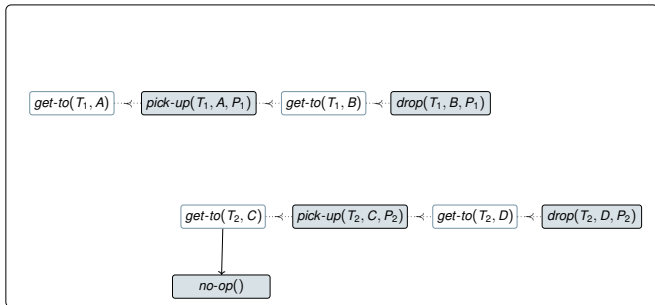 get-to(T₁, A) pick-up(T₁, A, P₁) get-to(T₁, B) drop(T₁, B, P₁)
get-to(T₂, C) pick-up(T₂, C, P₂) get-to(T₂, D) drop(T₂, D, P₂)
no-op()